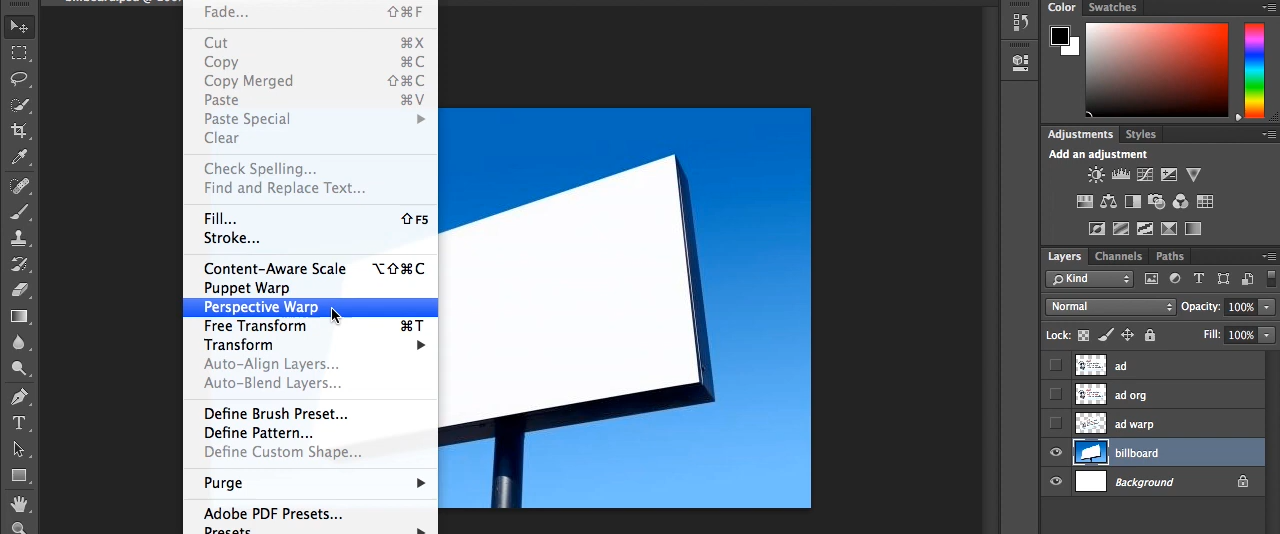 Fade... ⇧⌘F
Cut ⌘X
Copy ⌘C
Copy Merged ⇧⌘C
Paste ⌘V
Paste Special ▶
Clear
Check Spelling...
Find and Replace Text...
Fill... ⇧F5
Stroke...
Content-Aware Scale ⌥⇧⌘C
Puppet Warp
Perspective Warp
Free Transform ⌘T
Transform ▶
Auto-Align Layers...
Auto-Blend Layers...
Define Brush Preset...
Define Pattern...
Define Custom Shape...
Purge ▶
Adobe PDF Presets...
Presets ▶
Color Swatches
Adjustments Styles
Add an adjustment
Layers Channels Paths
Kind
Normal Opacity: 100%
Lock: Fill: 100%
ad
ad org
ad warp
billboard
Background